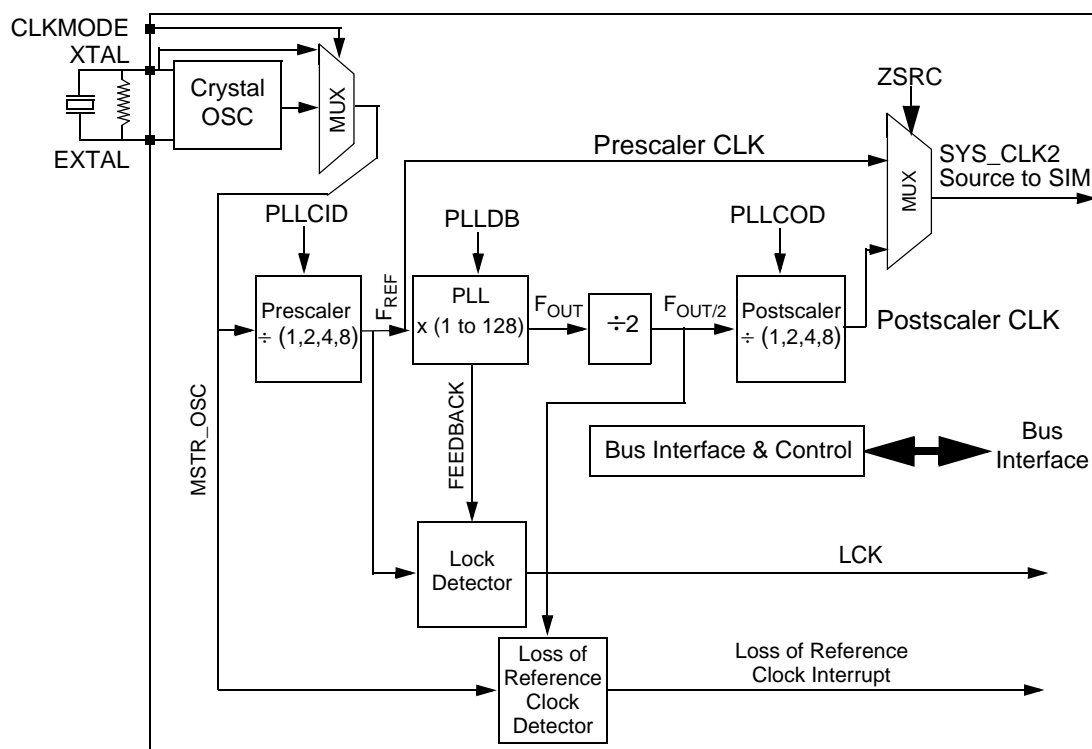 CLKMODE
XTAL
EXTAL
Crystal
OSC
MUX
ZSRC
Prescaler CLK
MUX
SYS_CLK2
Source to SIM
PLLCID
PLLDB
PLLCOD
Prescaler
÷ (1,2,4,8)
FREF
PLL
x (1 to 128)
FOUT
÷2
FOUT/2
Postscaler
÷ (1,2,4,8)
Postscaler CLK
MSTR_OSC
FEEDBACK
Bus Interface & Control
Bus
Interface
Lock
Detector
LCK
Loss of
Reference
Clock
Detector
Loss of Reference
Clock Interrupt